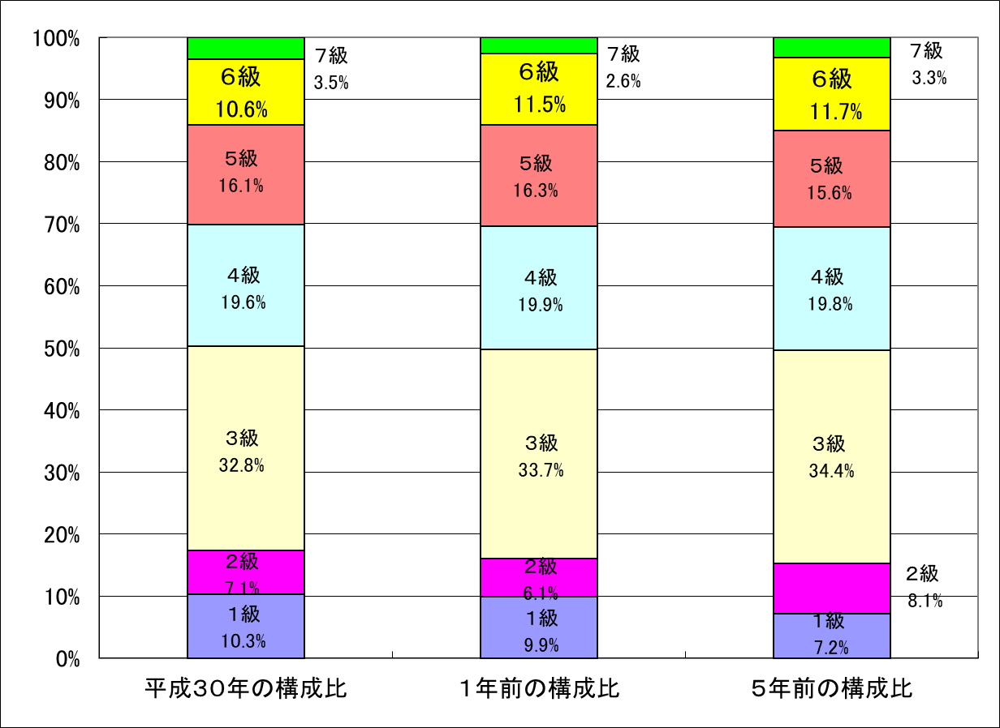 100%
90%
80%
70%
60%
50%
40%
30%
20%
10%
0%
7級
3.5%
6級
10.6%
5級
16.1%
4級
19.6%
3級
32.8%
2級
7.1%
1級
10.3%
平成30年の構成比
7級
2.6%
6級
11.5%
5級
16.3%
4級
19.9%
3級
33.7%
2級
6.1%
1級
9.9%
1年前の構成比
7級
3.3%
6級
11.7%
5級
15.6%
4級
19.8%
3級
34.4%
2級
8.1%
1級
7.2%
5年前の構成比